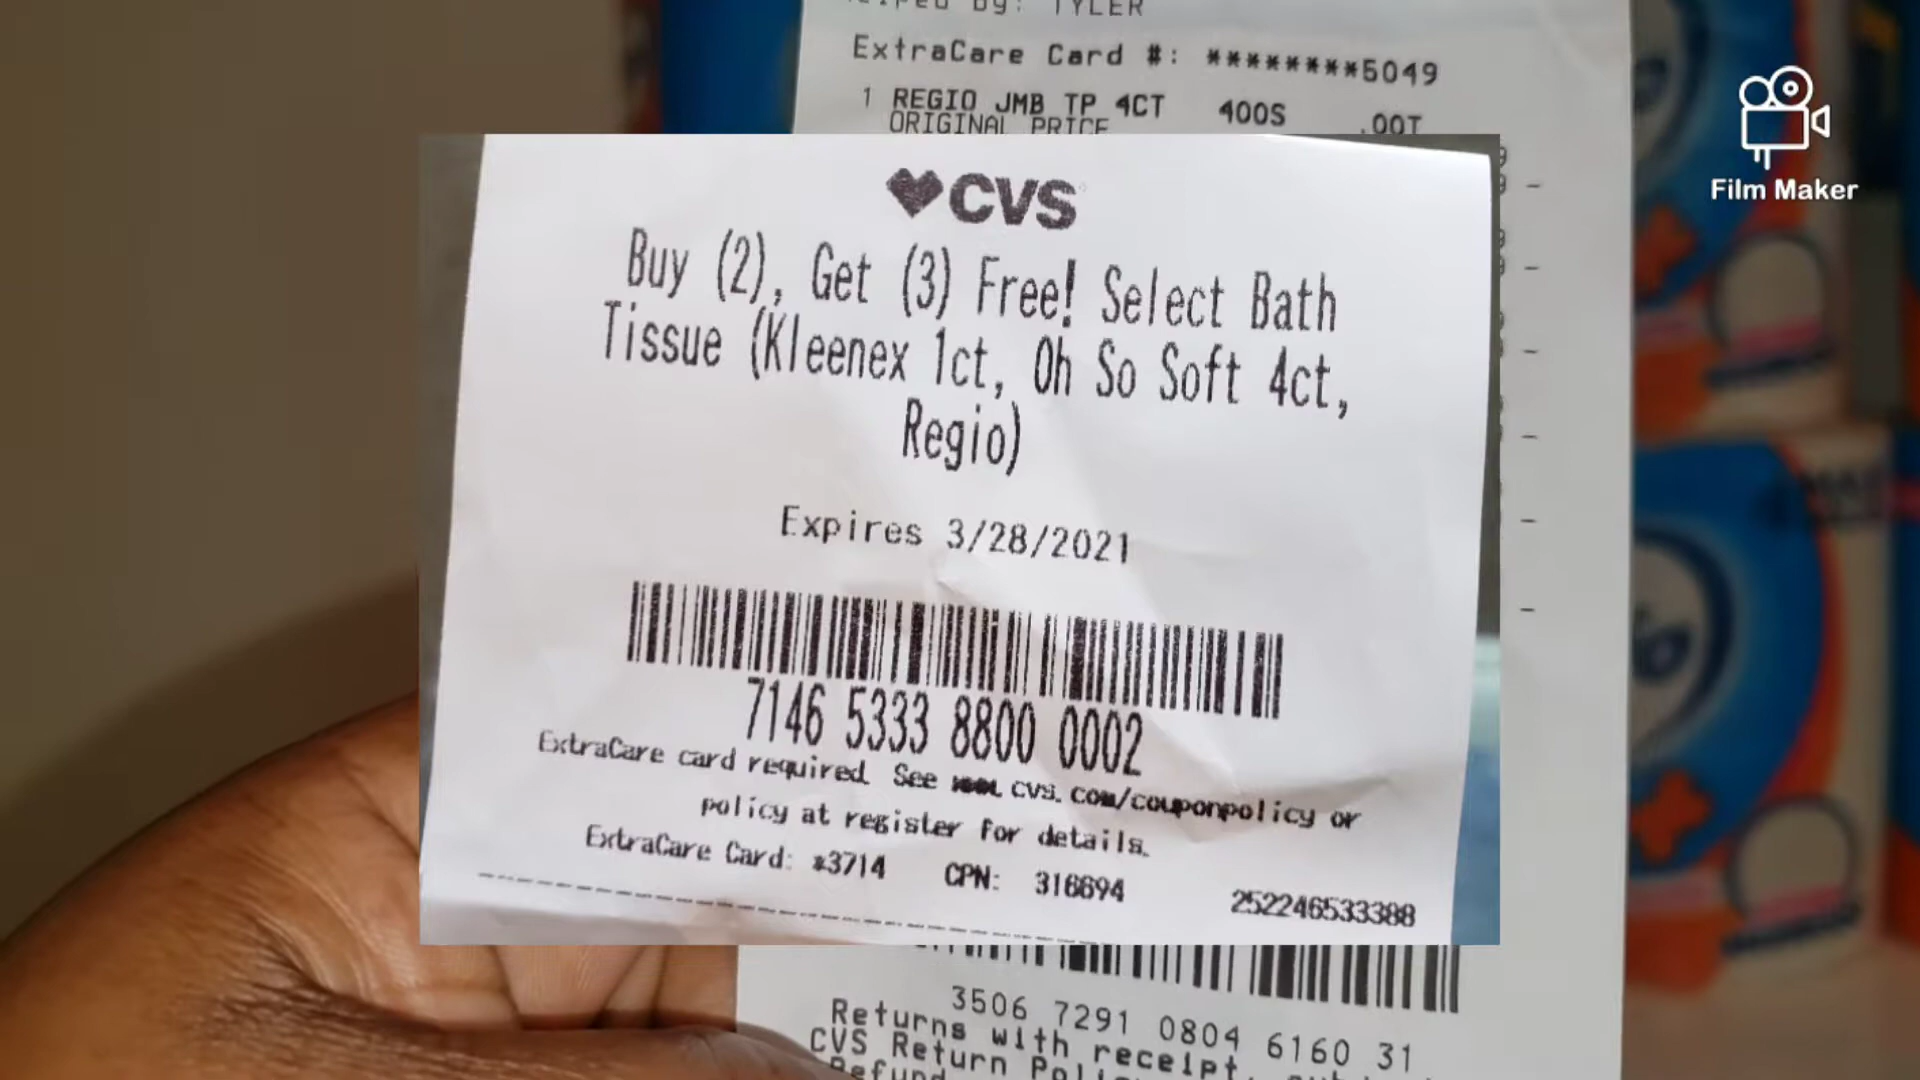 ExtraCare Card #: ********5049
1 REGIO JMB TP 4CT 400S .00T
ORIGINAL PRICE
Film Maker
CVS
Buy (2), Get (3) Free! Select Bath
Tissue (Kleenex 1ct, Oh So Soft 4ct,
Regio)
Expires 3/28/2021
7146 5333 8800 0002
ExtraCare card required. See www.cvs.com/couponpolicy or
policy at register for details.
ExtraCare Card: *3714 CPN: 316694 252246533388
3506 7291 0804 6160 31
Returns with receipt,
CVS Return